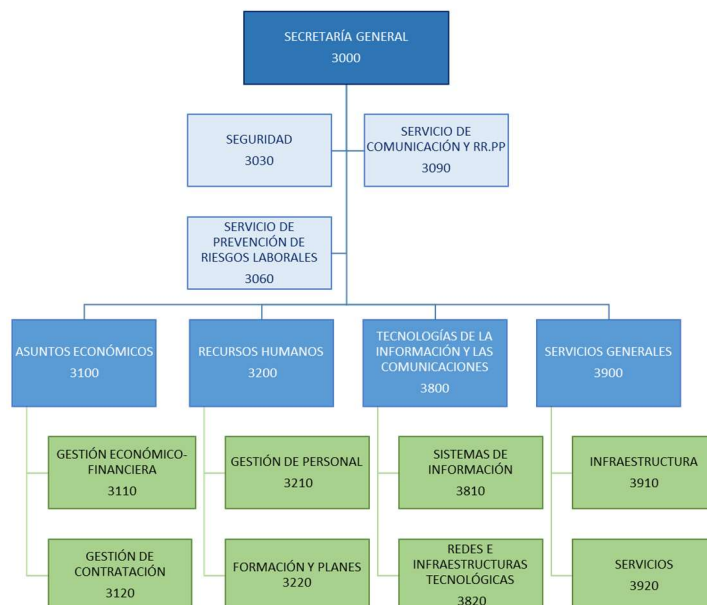 SECRETARÍA GENERAL
3000
SEGURIDAD
3030
SERVICIO DE
COMUNICACIÓN Y RR.PP
3090
SERVICIO DE
PREVENCIÓN DE
RIESGOS LABORALES
3060
ASUNTOS ECONÓMICOS
3100
RECURSOS HUMANOS
3200
TECNOLOGÍAS DE LA
INFORMACIÓN Y LAS
COMUNICACIONES
3800
SERVICIOS GENERALES
3900
GESTIÓN ECONÓMICO-
FINANCIERA
3110
GESTIÓN DE PERSONAL
3210
SISTEMAS DE
INFORMACIÓN
3810
INFRAESTRUCTURA
3910
GESTIÓN DE
CONTRATACIÓN
3120
FORMACIÓN Y PLANES
3220
REDES E
INFRAESTRUCTURAS
TECNOLÓGICAS
3820
SERVICIOS
3920